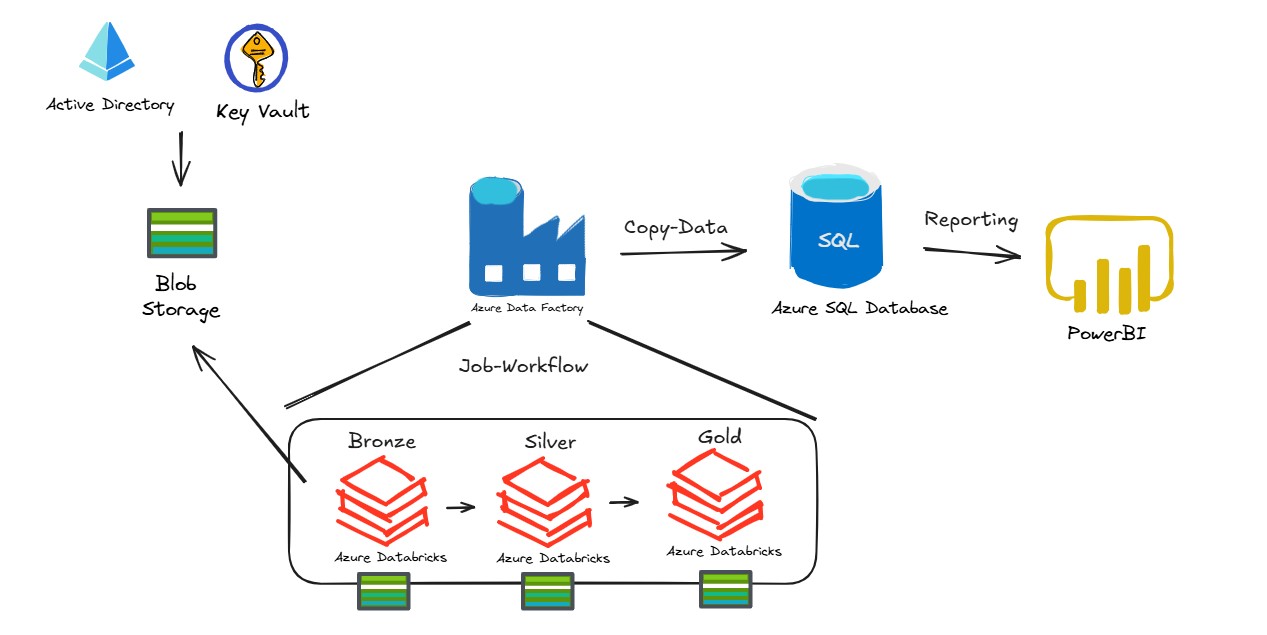 Active Directory
Key Vault
Blob
Storage
Azure Data Factory
Copy-Data
SQL
Azure SQL Database
Reporting
PowerBI
Job-Workflow
Bronze
Silver
Gold
Azure Databricks
Azure Databricks
Azure Databricks